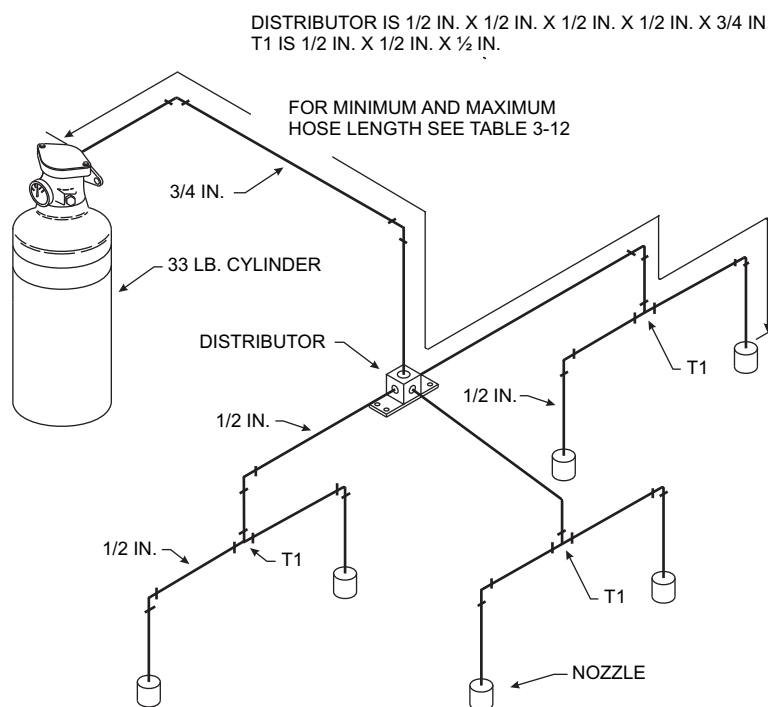 DISTRIBUTOR IS 1/2 IN. X 1/2 IN. X 1/2 IN. X 1/2 IN. X 3/4 IN
T1 IS 1/2 IN. X 1/2 IN. X ½ IN.
FOR MINIMUM AND MAXIMUM
HOSE LENGTH SEE TABLE 3-12
3/4 IN.
33 LB. CYLINDER
DISTRIBUTOR
T1
1/2 IN.
1/2 IN.
1/2 IN.
T1
T1
NOZZLE